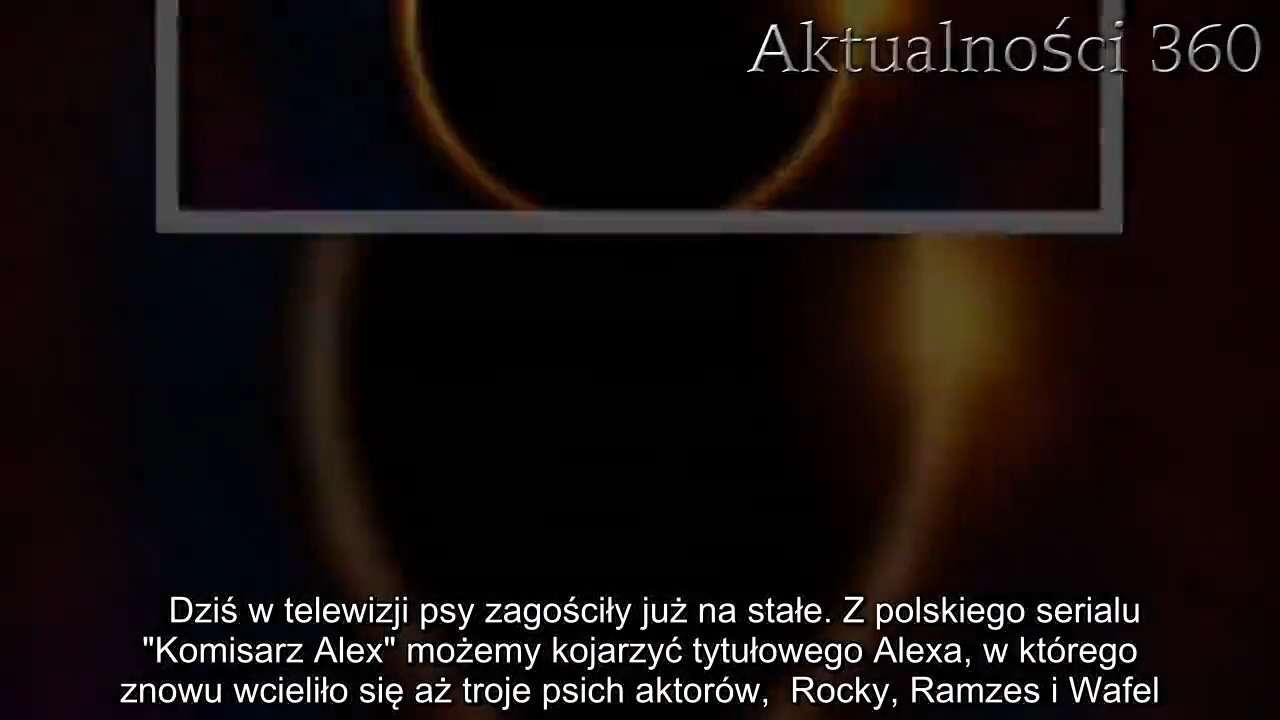 Aktualności 360
Dziś w telewizji psy zagościły już na stałe. Z polskiego serialu
"Komisarz Alex" możemy kojarzyć tytułowego Alexa, w którego
znowu wcieliło się aż troje psich aktorów,  Rocky, Ramzes i Wafel